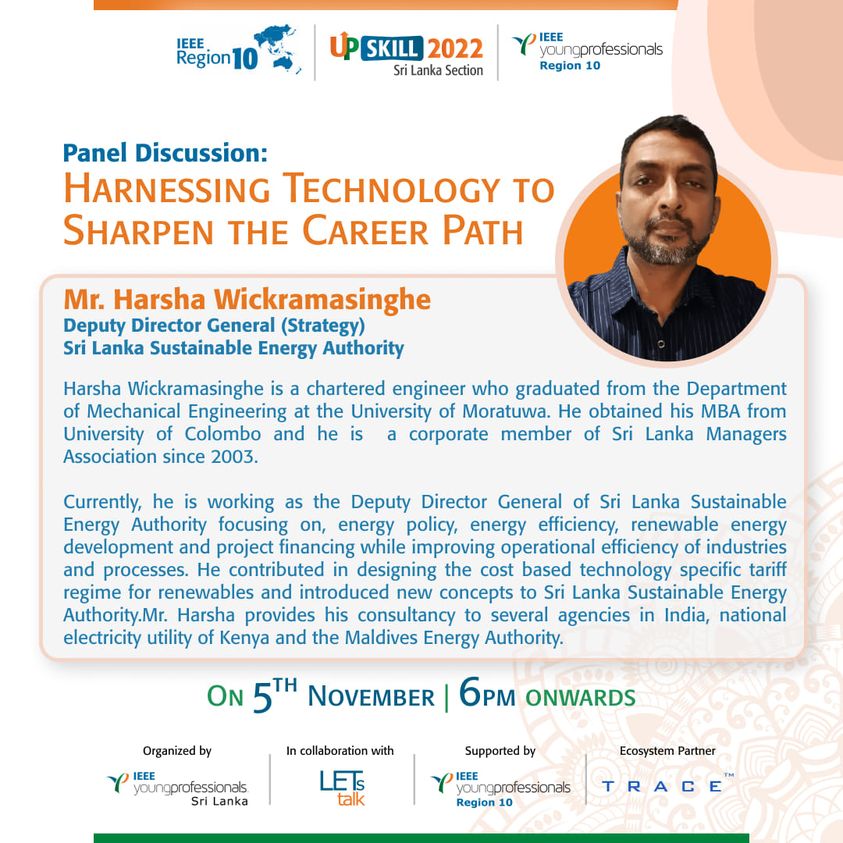 IEEE
Region 10
UPSKILL 2022
Sri Lanka Section
IEEE
youngprofessionals
Region 10
Panel Discussion:
HARNESSING TECHNOLOGY TO
SHARPEN THE CAREER PATH
Mr. Harsha Wickramasinghe
Deputy Director General (Strategy)
Sri Lanka Sustainable Energy Authority
Harsha Wickramasinghe is a chartered engineer who graduated from the Department
of Mechanical Engineering at the University of Moratuwa. He obtained his MBA from
University of Colombo and he is a corporate member of Sri Lanka Managers
Association since 2003.
Currently, he is working as the Deputy Director General of Sri Lanka Sustainable
Energy Authority focusing on, energy policy, energy efficiency, renewable energy
development and project financing while improving operational efficiency of industries
and processes. He contributed in designing the cost based technology specific tariff
regime for renewables and introduced new concepts to Sri Lanka Sustainable Energy
Authority.Mr. Harsha provides his consultancy to several agencies in India, national
electricity utility of Kenya and the Maldives Energy Authority.
ON 5TH NOVEMBER | 6PM ONWARDS
Organized by
IEEE
youngprofessionals
Sri Lanka
In collaboration with
LETs
talk
Supported by
IEEE
youngprofessionals
Region 10
Ecosystem Partner
TRACE™